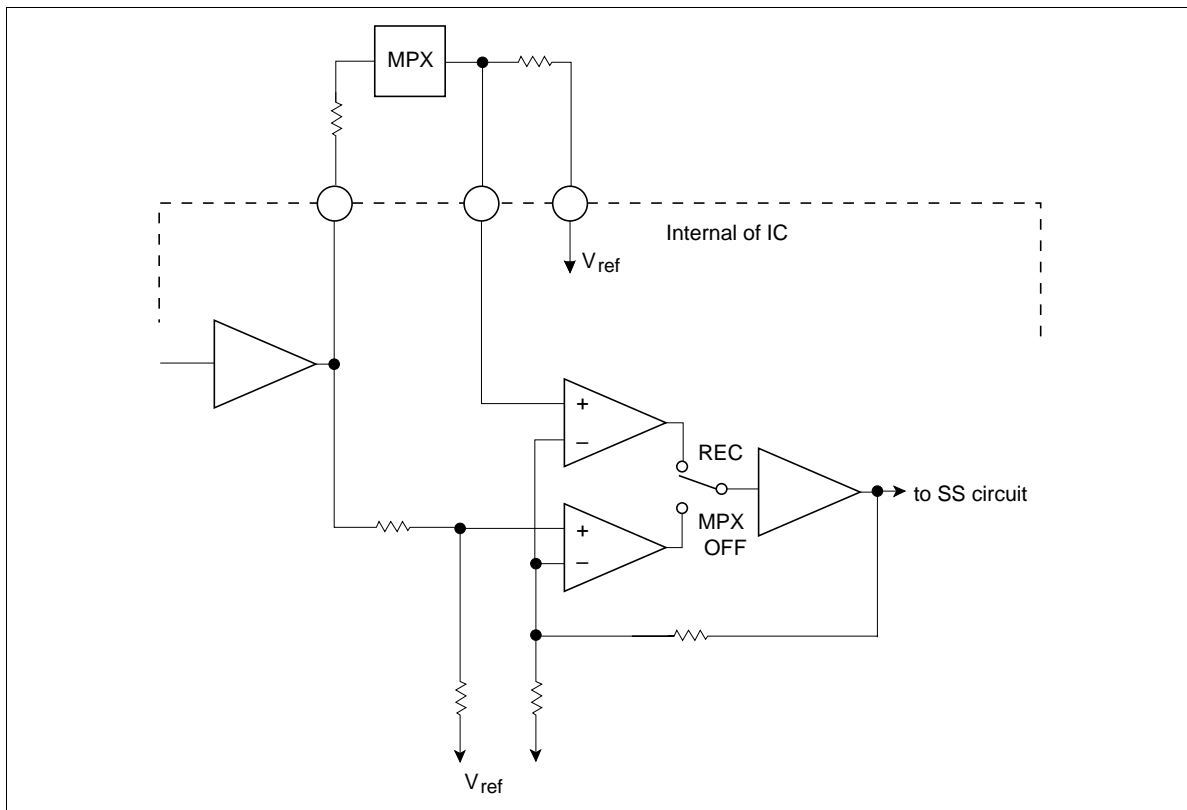 MPX
Internal of IC
Vref
+
–
REC
MPX
OFF
to SS circuit
+
–
Vref